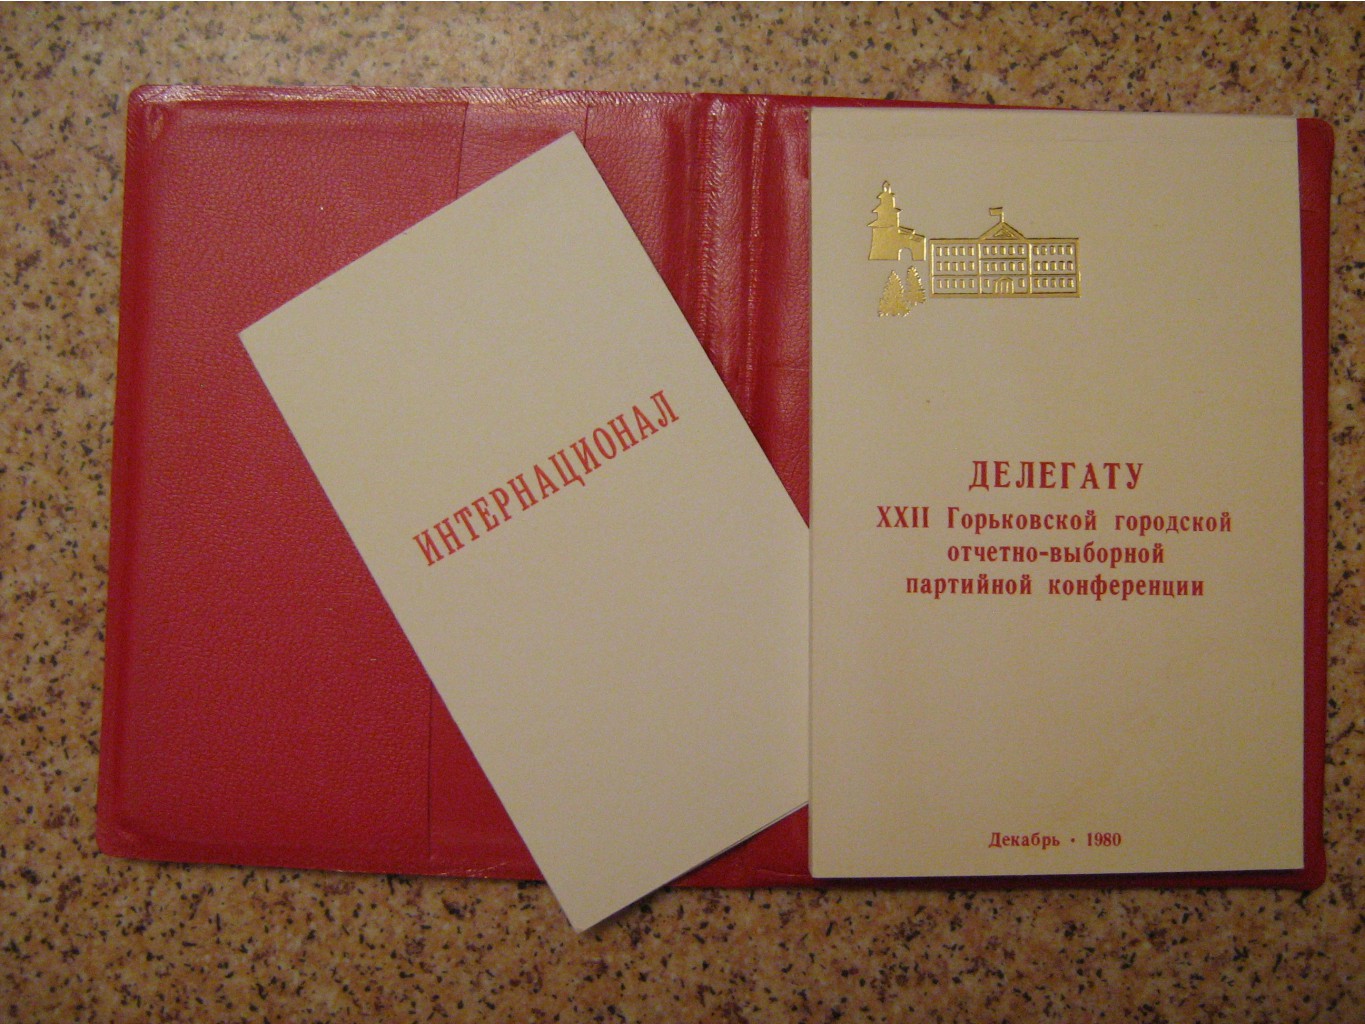 ИНТЕРНАЦИОНАЛ
ДЕЛЕГАТУ
XXII Горьковской городской
отчетно-выборной
партийной конференции
Декабрь • 1980